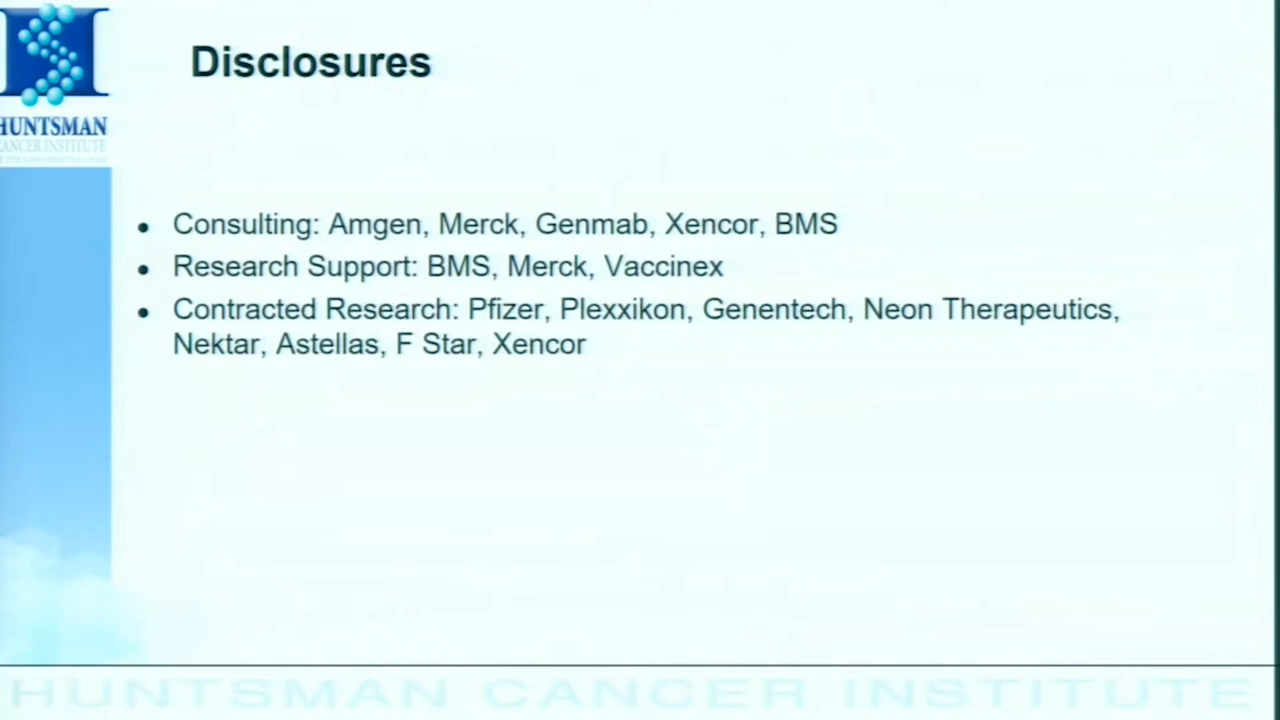 Disclosures
HUNTSMAN
CANCER INSTITUTE
• Consulting: Amgen, Merck, Genmab, Xencor, BMS
• Research Support: BMS, Merck, Vaccinex
• Contracted Research: Pfizer, Plexxikon, Genentech, Neon Therapeutics,
Nektar, Astellas, F Star, Xencor
HUNTSMAN CANCER INSTITUTE